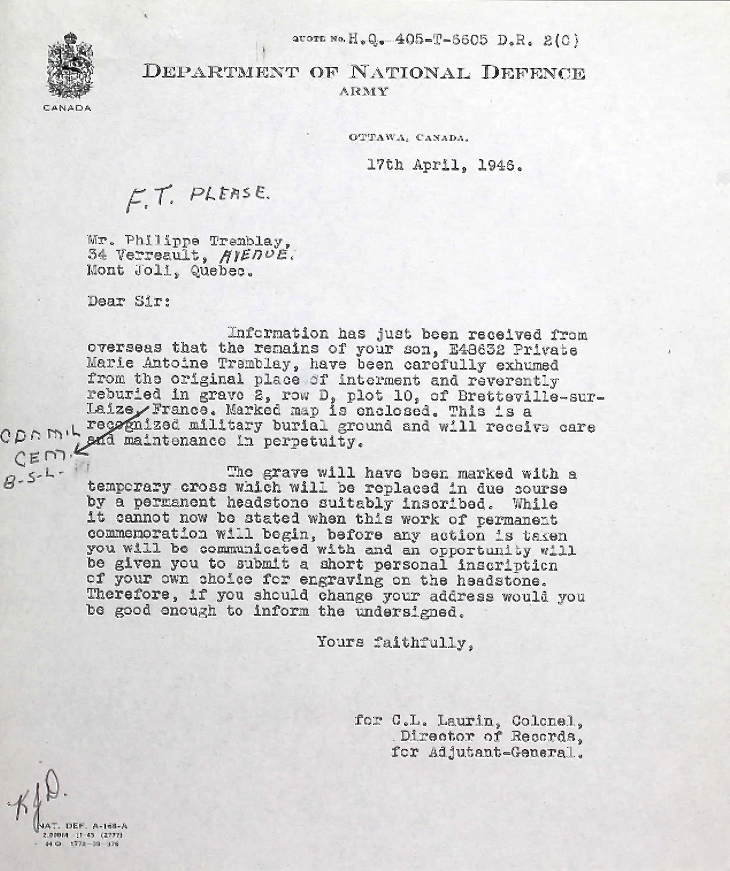 QUOTE No. H.Q. 405-T-5605 D.R. 2(C)
DEPARTMENT OF NATIONAL DEFENCE
ARMY
CANADA
OTTAWA, CANADA.
17th April, 1946.
F.T. PLEASE.
Mr. Philippe Tremblay,
34 Verreault, AVENUE.
Mont Joli, Quebec.
Dear Sir:
Information has just been received from
overseas that the remains of your son, E48632 Private
Marie Antoine Tremblay, have been carefully exhumed
from the original place of interment and reverently
reburied in grave 2, row D, plot 10, of Bretteville-sur-
Laize, France. Marked map is enclosed. This is a
recognized military burial ground and will receive care
and maintenance in perpetuity.
CDN. MIL
CEM.
B-S-L-
The grave will have been marked with a
temporary cross which will be replaced in due course
by a permanent headstone suitably inscribed. While
it cannot now be stated when this work of permanent
commemoration will begin, before any action is taken
you will be communicated with and an opportunity will
be given you to submit a short personal inscription
of your own choice for engraving on the headstone.
Therefore, if you should change your address would you
be good enough to inform the undersigned.
Yours faithfully,
for C.L. Laurin, Colonel,
Director of Records,
for Adjutant-General.
KJD.
NAT. DEF. A-168-A
H.Q. 1772-39-376